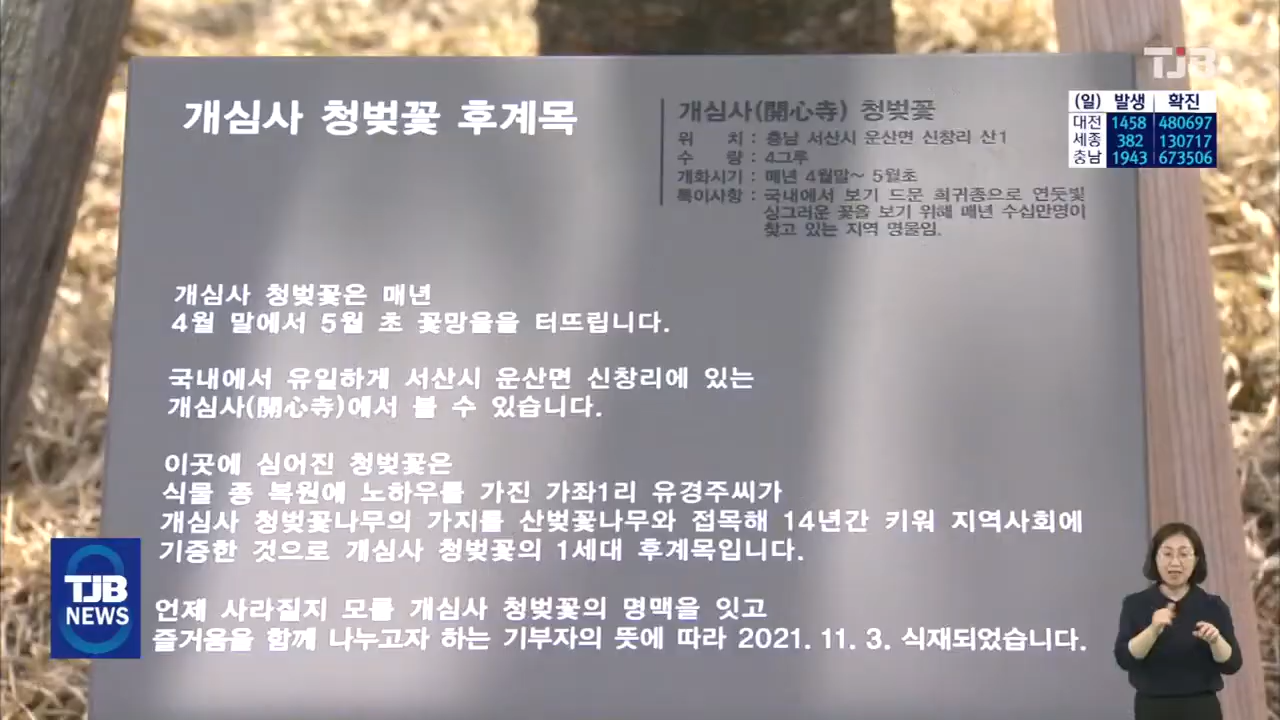 개심사 청벚꽃 후계목
개심사(開心寺) 청벚꽃
위 치 : 충남 서산시 운산면 신창리 산1
수 량 : 4그루
개화시기 : 매년 4월말~ 5월초
특이사항 : 국내에서 보기 드문 희귀종으로 연둣빛
싱그러운 꽃을 보기 위해 매년 수십만명이
찾고 있는 지역 명물임.
TJB
(일) 발생 확진
대전 1458 480697
세종 382 130717
충남 1943 673506
개심사 청벚꽃은 매년
4월 말에서 5월 초 꽃망울을 터뜨립니다.
국내에서 유일하게 서산시 운산면 신창리에 있는
개심사(開心寺)에서 볼 수 있습니다.
이곳에 심어진 청벚꽃은
식물 종 복원에 노하우를 가진 가좌1리 유경주씨가
개심사 청벚꽃나무의 가지를 산벚꽃나무와 접목해 14년간 키워 지역사회에
기증한 것으로 개심사 청벚꽃의 1세대 후계목입니다.
언제 사라질지 모를 개심사 청벚꽃의 명맥을 잇고
즐거움을 함께 나누고자 하는 기부자의 뜻에 따라 2021. 11. 3. 식재되었습니다.
8
TJB
NEWS